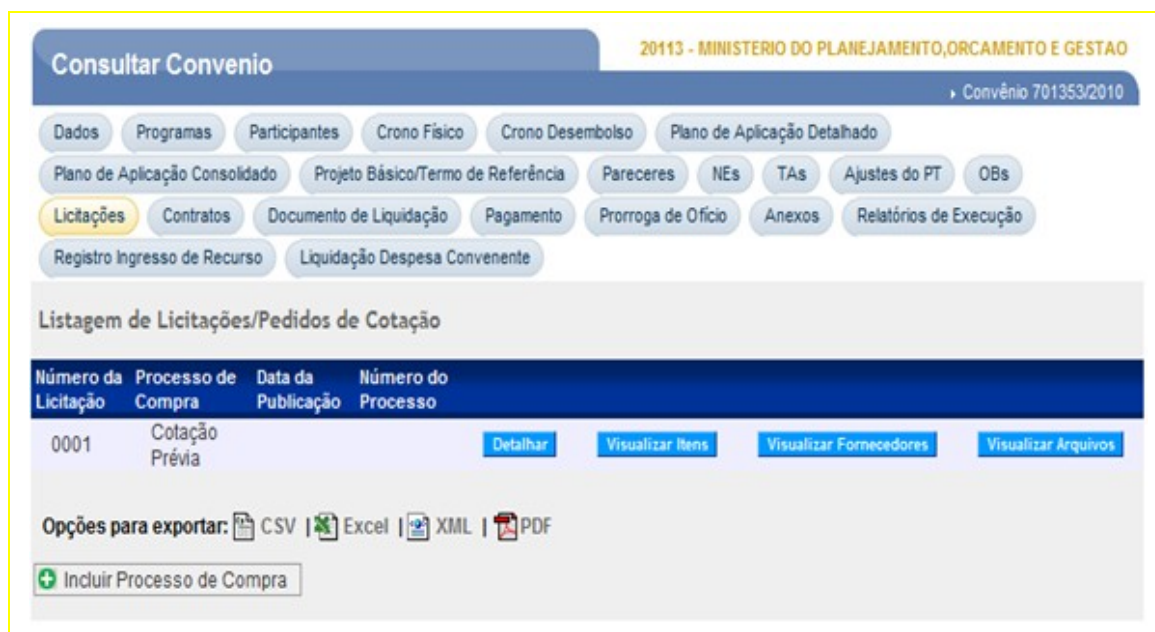 Consultar Convenio
20113 - MINISTERIO DO PLANEJAMENTO,ORCAMENTO E GESTAO
Convênio 701353/2010
Dados Programas Participantes Crono Físico Crono Desembolso Plano de Aplicação Detalhado
Plano de Aplicação Consolidado Projeto Básico/Termo de Referência Pareceres NEs TAs Ajustes do PT OBs
Licitações Contratos Documento de Liquidação Pagamento Prorroga de Ofício Anexos Relatórios de Execução
Registro Ingresso de Recurso Liquidação Despesa Convenente
Listagem de Licitações/Pedidos de Cotação
Número da Processo de Data da Número do
Licitação Compra Publicação Processo
0001 Cotação Detalhar Visualizar Itens Visualizar Fornecedores Visualizar Arquivos
Prévia
Opções para exportar: CSV | Excel | XML | PDF
Incluir Processo de Compra